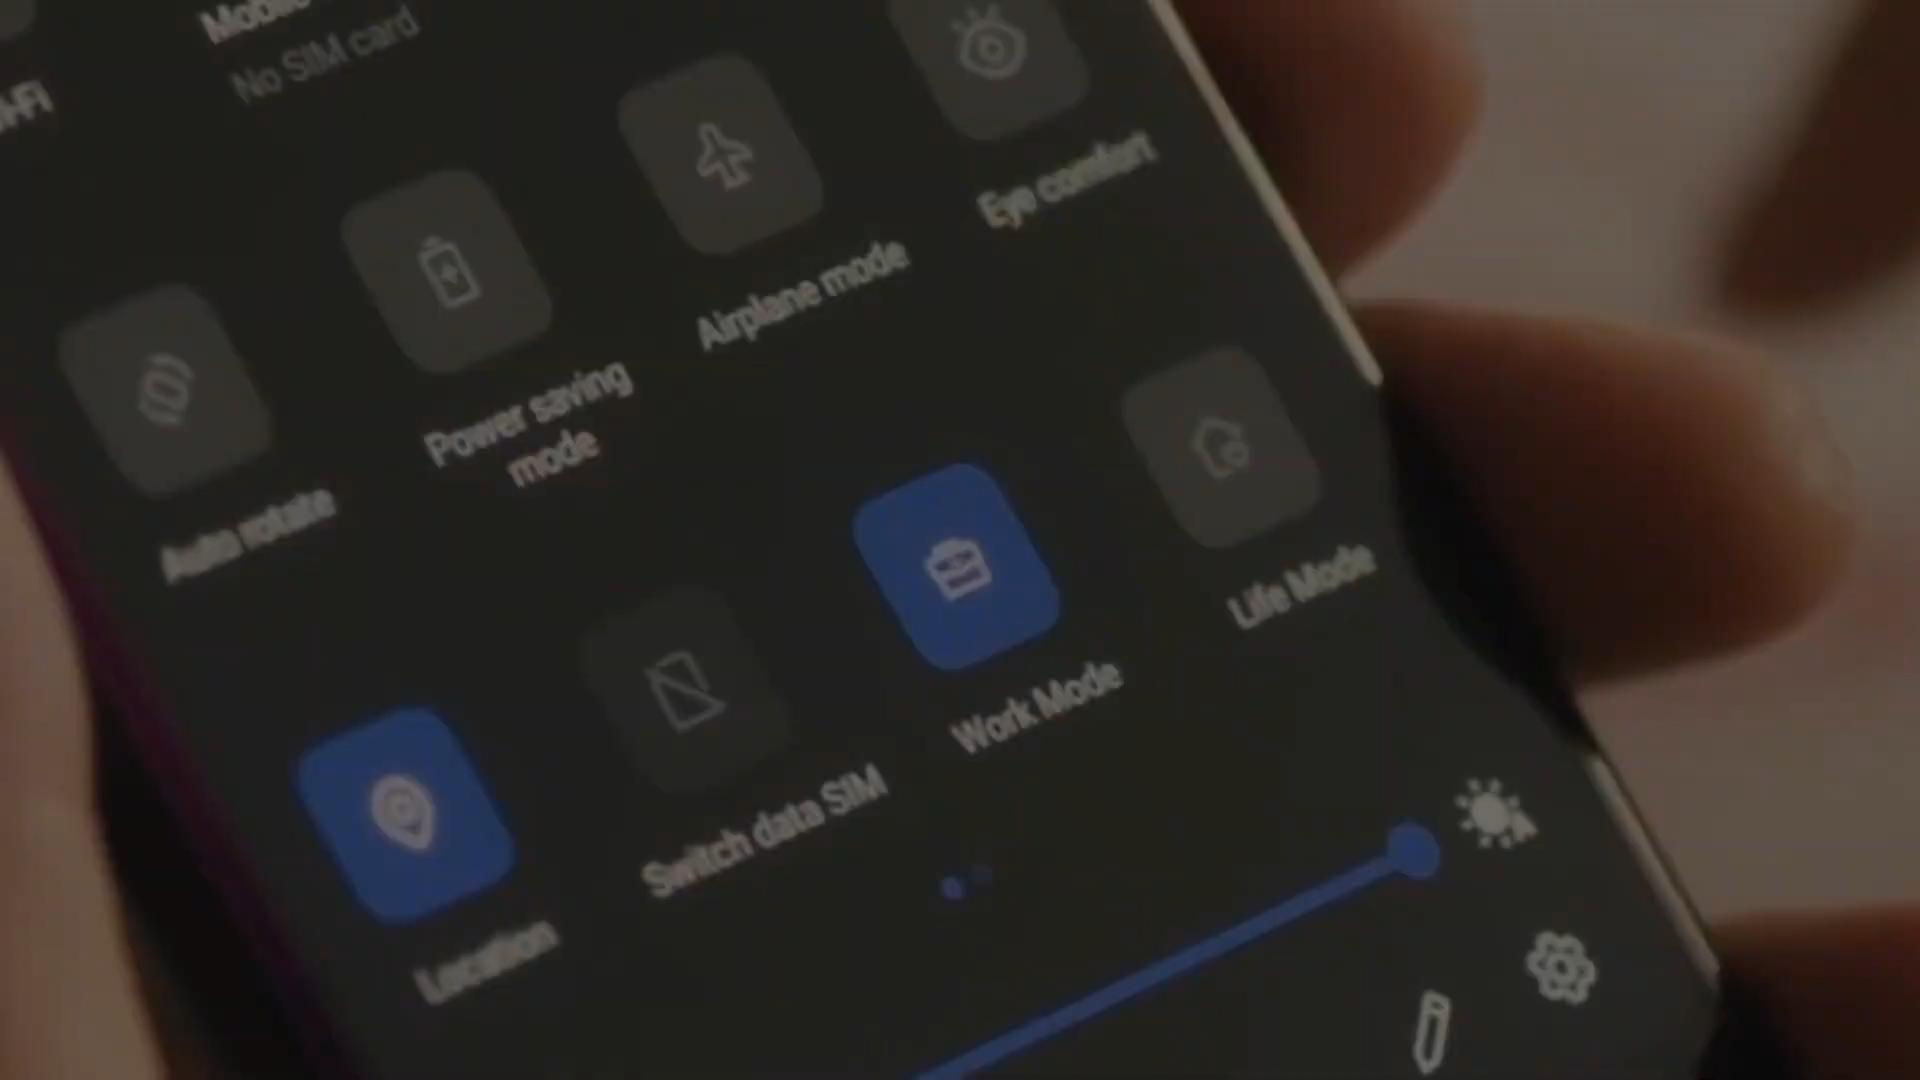 Mobile
No SIM card
Eye comfort
Airplane mode
Power saving
mode
Auto rotate
Life Mode
Work Mode
Switch data SIM
Location